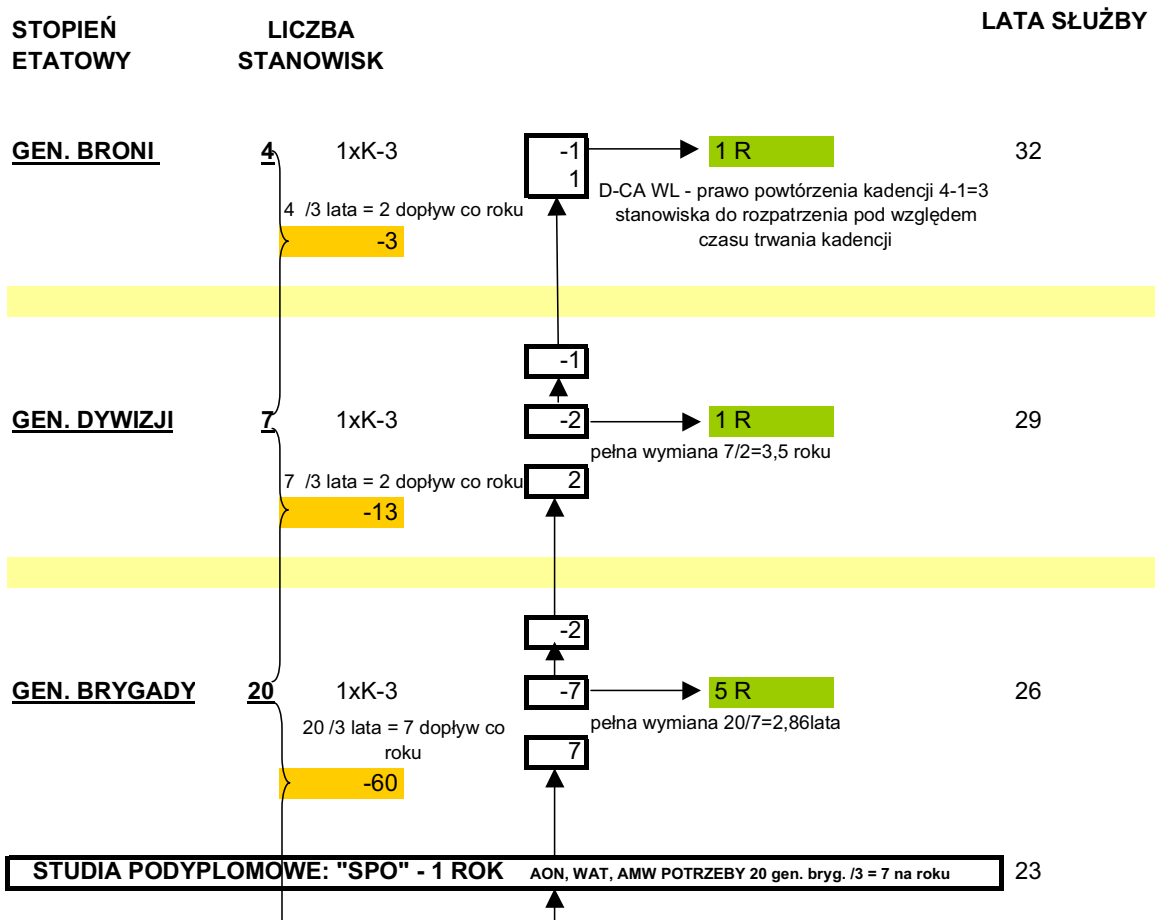 STOPIEŃ ETATOWY
LICZBA STANOWISK
LATA SŁUŻBY
GEN. BRONI 4 1xK-3 -1 1 R 32
1
D-CA WL - prawo powtórzenia kadencji 4-1=3
stanowiska do rozpatrzenia pod względem
czasu trwania kadencji
4 /3 lata = 2 dopływ co roku
-3
-1
GEN. DYWIZJI 7 1xK-3 -2 1 R 29
pełna wymiana 7/2=3,5 roku
7 /3 lata = 2 dopływ co roku 2
-13
-2
GEN. BRYGADY 20 1xK-3 -7 5 R 26
pełna wymiana 20/7=2,86lata
20 /3 lata = 7 dopływ co
roku
7
-60
STUDIA PODYPLOMOWE: "SPO" - 1 ROK AON, WAT, AMW POTRZEBY 20 gen. bryg. /3 = 7 na roku 23